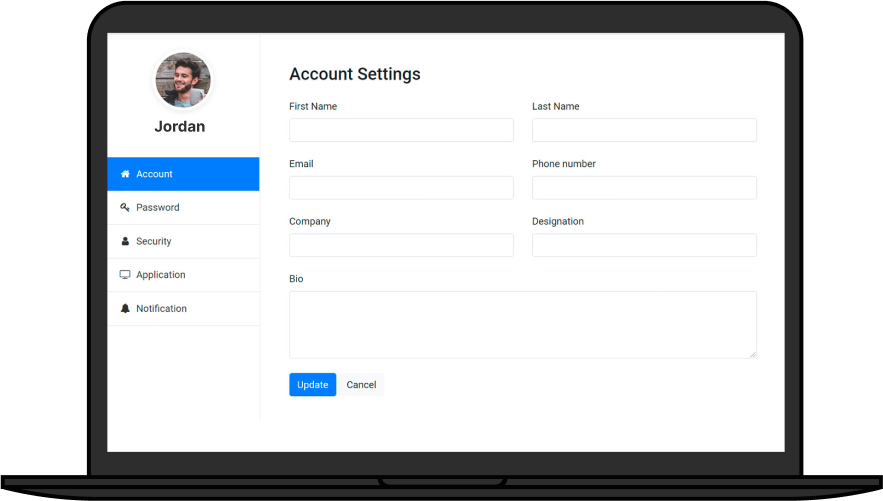 Jordan
Account
Password
Security
Application
Notification
Account Settings
First Name
Last Name
Email
Phone number
Company
Designation
Bio
Update
Cancel